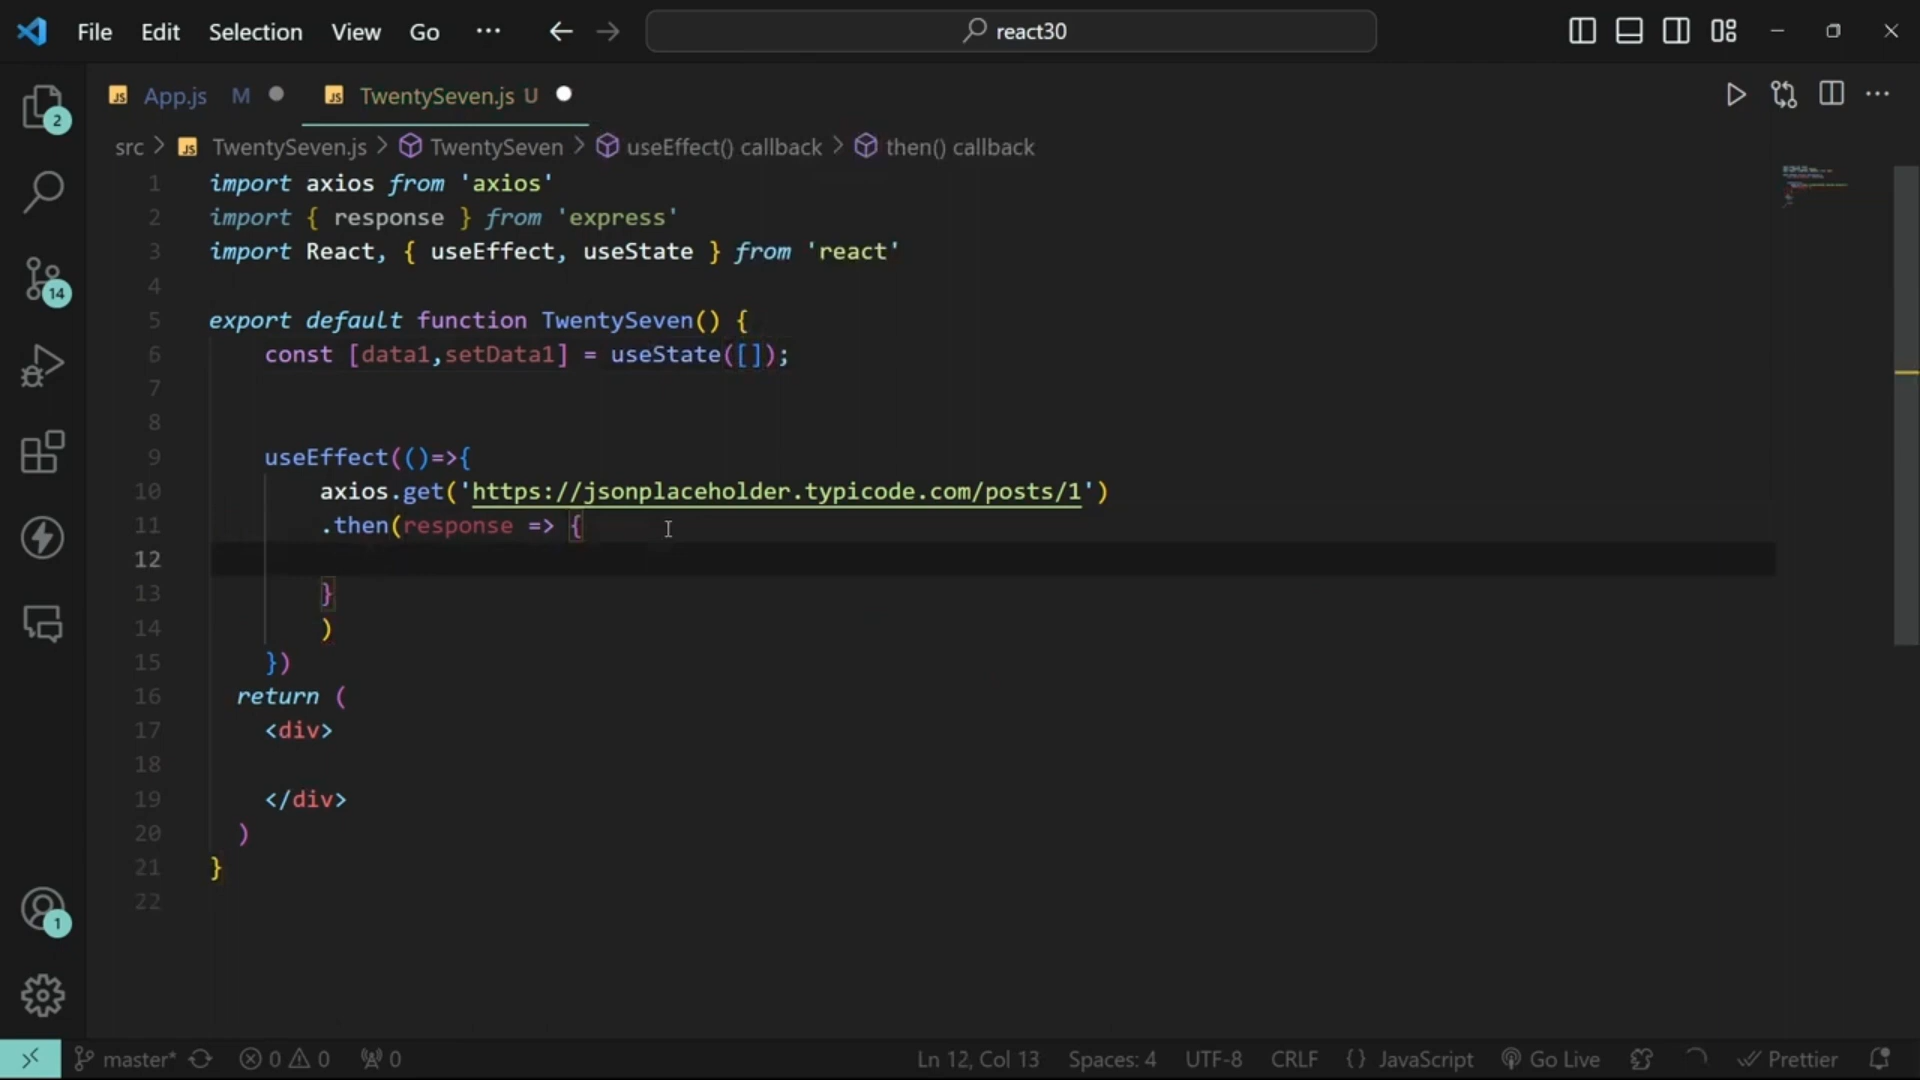 File Edit Selection View Go ··· react30
App.js M TwentySeven.js U
src > TwentySeven.js > TwentySeven > useEffect() callback > then() callback
1 import axios from 'axios'
2 import { response } from 'express'
3 import React, { useEffect, useState } from 'react'
4
5 export default function TwentySeven() {
6 const [data1,setData1] = useState([]);
7
8
9 useEffect(()=>{
10 axios.get('https://jsonplaceholder.typicode.com/posts/1')
11 .then(response => {
12
13 }
14 )
15 })
16 return (
17 <div>
18
19 </div>
20 )
21 }
22
2
14
1
master* 0 0 0 Ln 12, Col 13 Spaces: 4 UTF-8 CRLF {} JavaScript Go Live Prettier